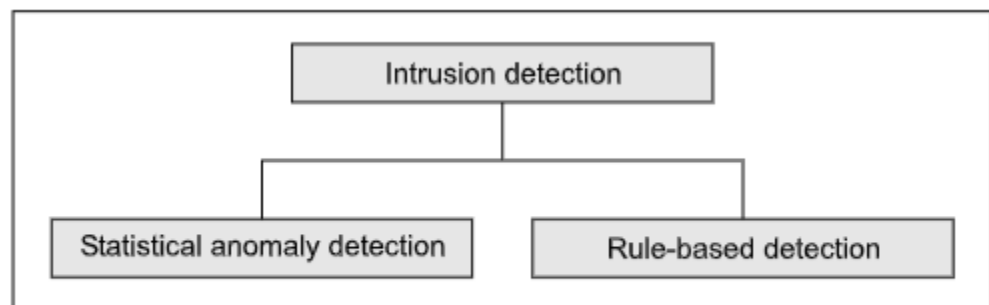 Intrusion detection
Statistical anomaly detection
Rule-based detection